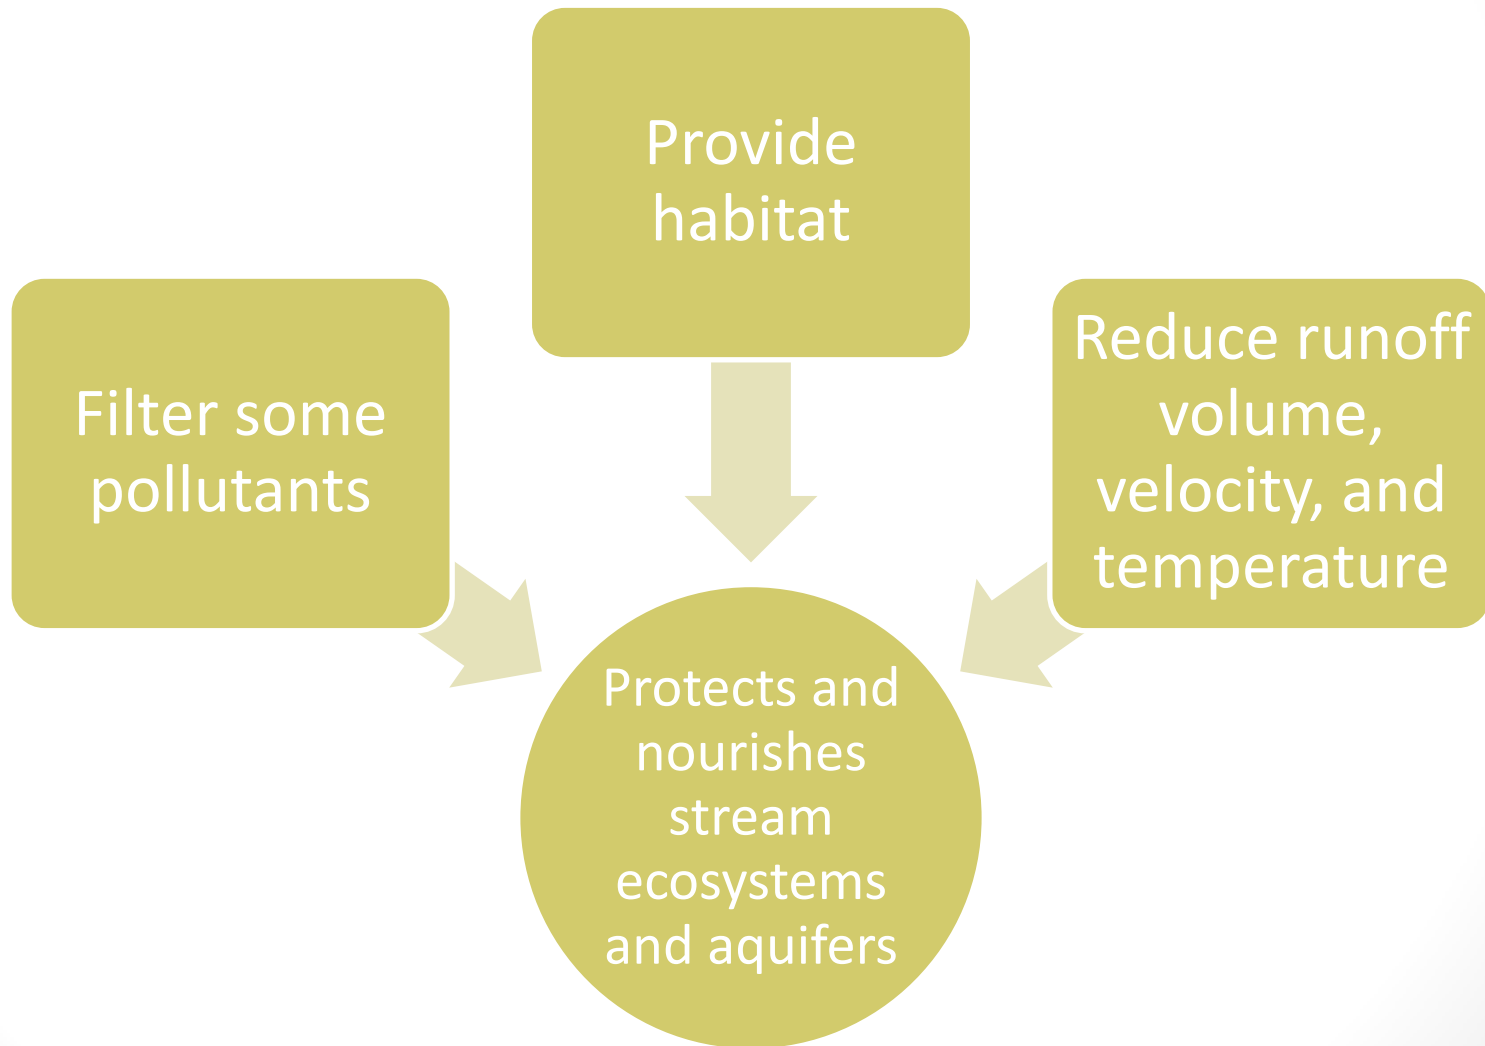 Provide
habitat
Filter some
pollutants
Reduce runoff
volume,
velocity, and
temperature
Protects and
nourishes
stream
ecosystems
and aquifers